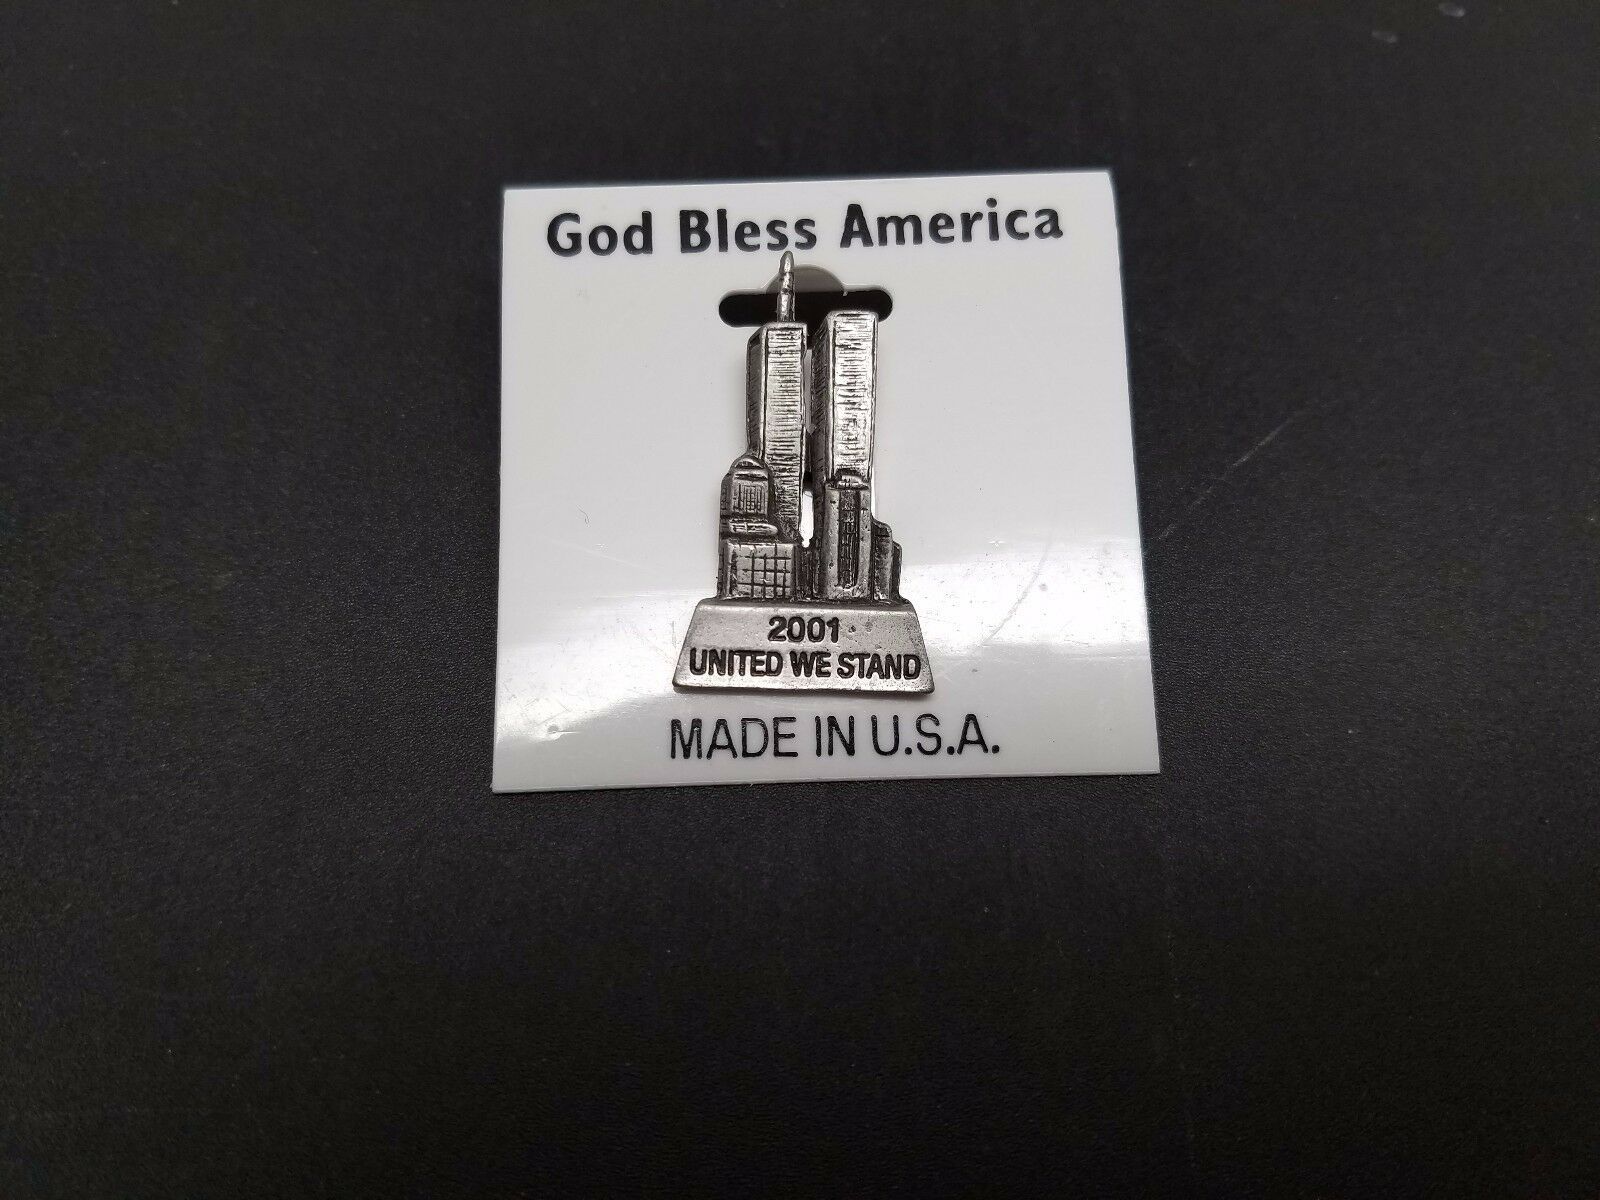 God Bless America
2001
UNITED WE STAND
MADE IN U.S.A.